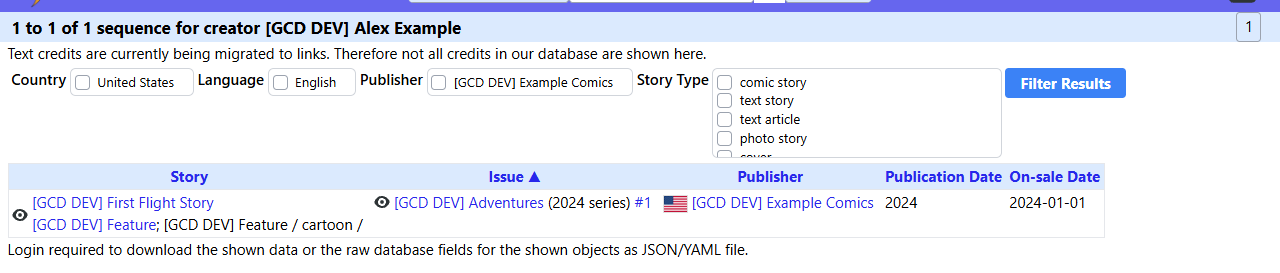 1 to 1 of 1 sequence for creator [GCD DEV] Alex Example
1
Text credits are currently being migrated to links. Therefore not all credits in our database are shown here.
Country United States Language English Publisher [GCD DEV] Example Comics Story Type comic story Filter Results
text story
text article
photo story
cover
Story Issue ▲ Publisher Publication Date On-sale Date
[GCD DEV] First Flight Story [GCD DEV] Adventures (2024 series) #1 [GCD DEV] Example Comics 2024 2024-01-01
[GCD DEV] Feature; [GCD DEV] Feature / cartoon /
Login required to download the shown data or the raw database fields for the shown objects as JSON/YAML file.